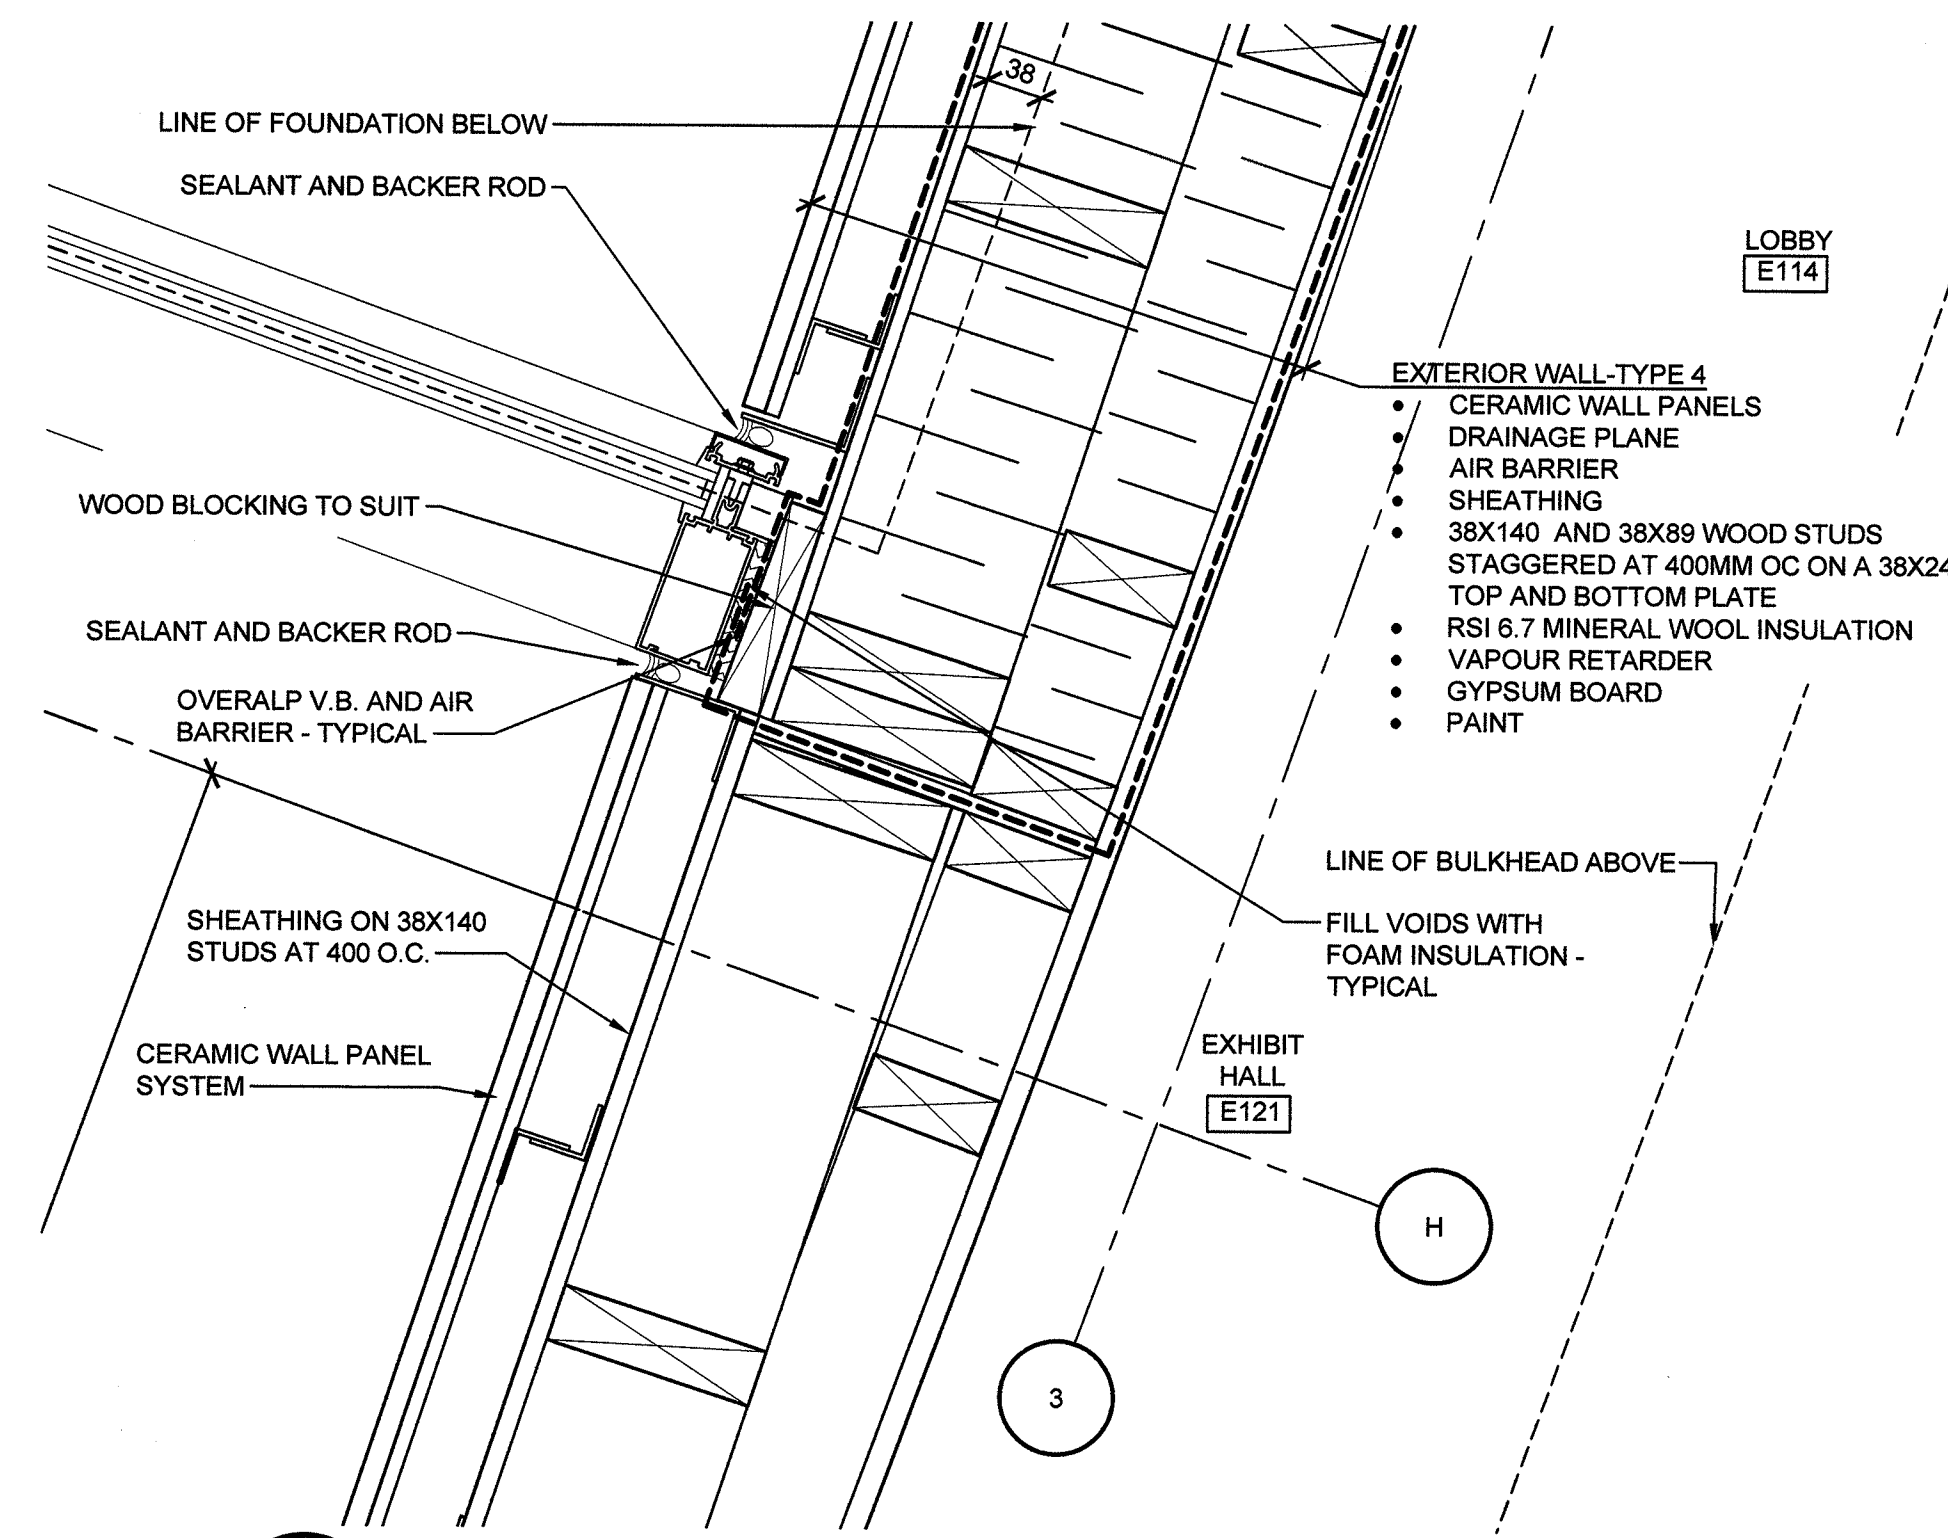 38
LINE OF FOUNDATION BELOW
SEALANT AND BACKER ROD
LOBBY
E114
EXTERIOR WALL-TYPE 4
• CERAMIC WALL PANELS
• DRAINAGE PLANE
• AIR BARRIER
• SHEATHING
• 38X140 AND 38X89 WOOD STUDS
STAGGERED AT 400MM OC ON A 38X24
TOP AND BOTTOM PLATE
• RSI 6.7 MINERAL WOOL INSULATION
• VAPOUR RETARDER
• GYPSUM BOARD
• PAINT
WOOD BLOCKING TO SUIT
SEALANT AND BACKER ROD
OVERALP V.B. AND AIR
BARRIER - TYPICAL
LINE OF BULKHEAD ABOVE
FILL VOIDS WITH
FOAM INSULATION -
TYPICAL
SHEATHING ON 38X140
STUDS AT 400 O.C.
CERAMIC WALL PANEL
SYSTEM
EXHIBIT
HALL
E121
H
3